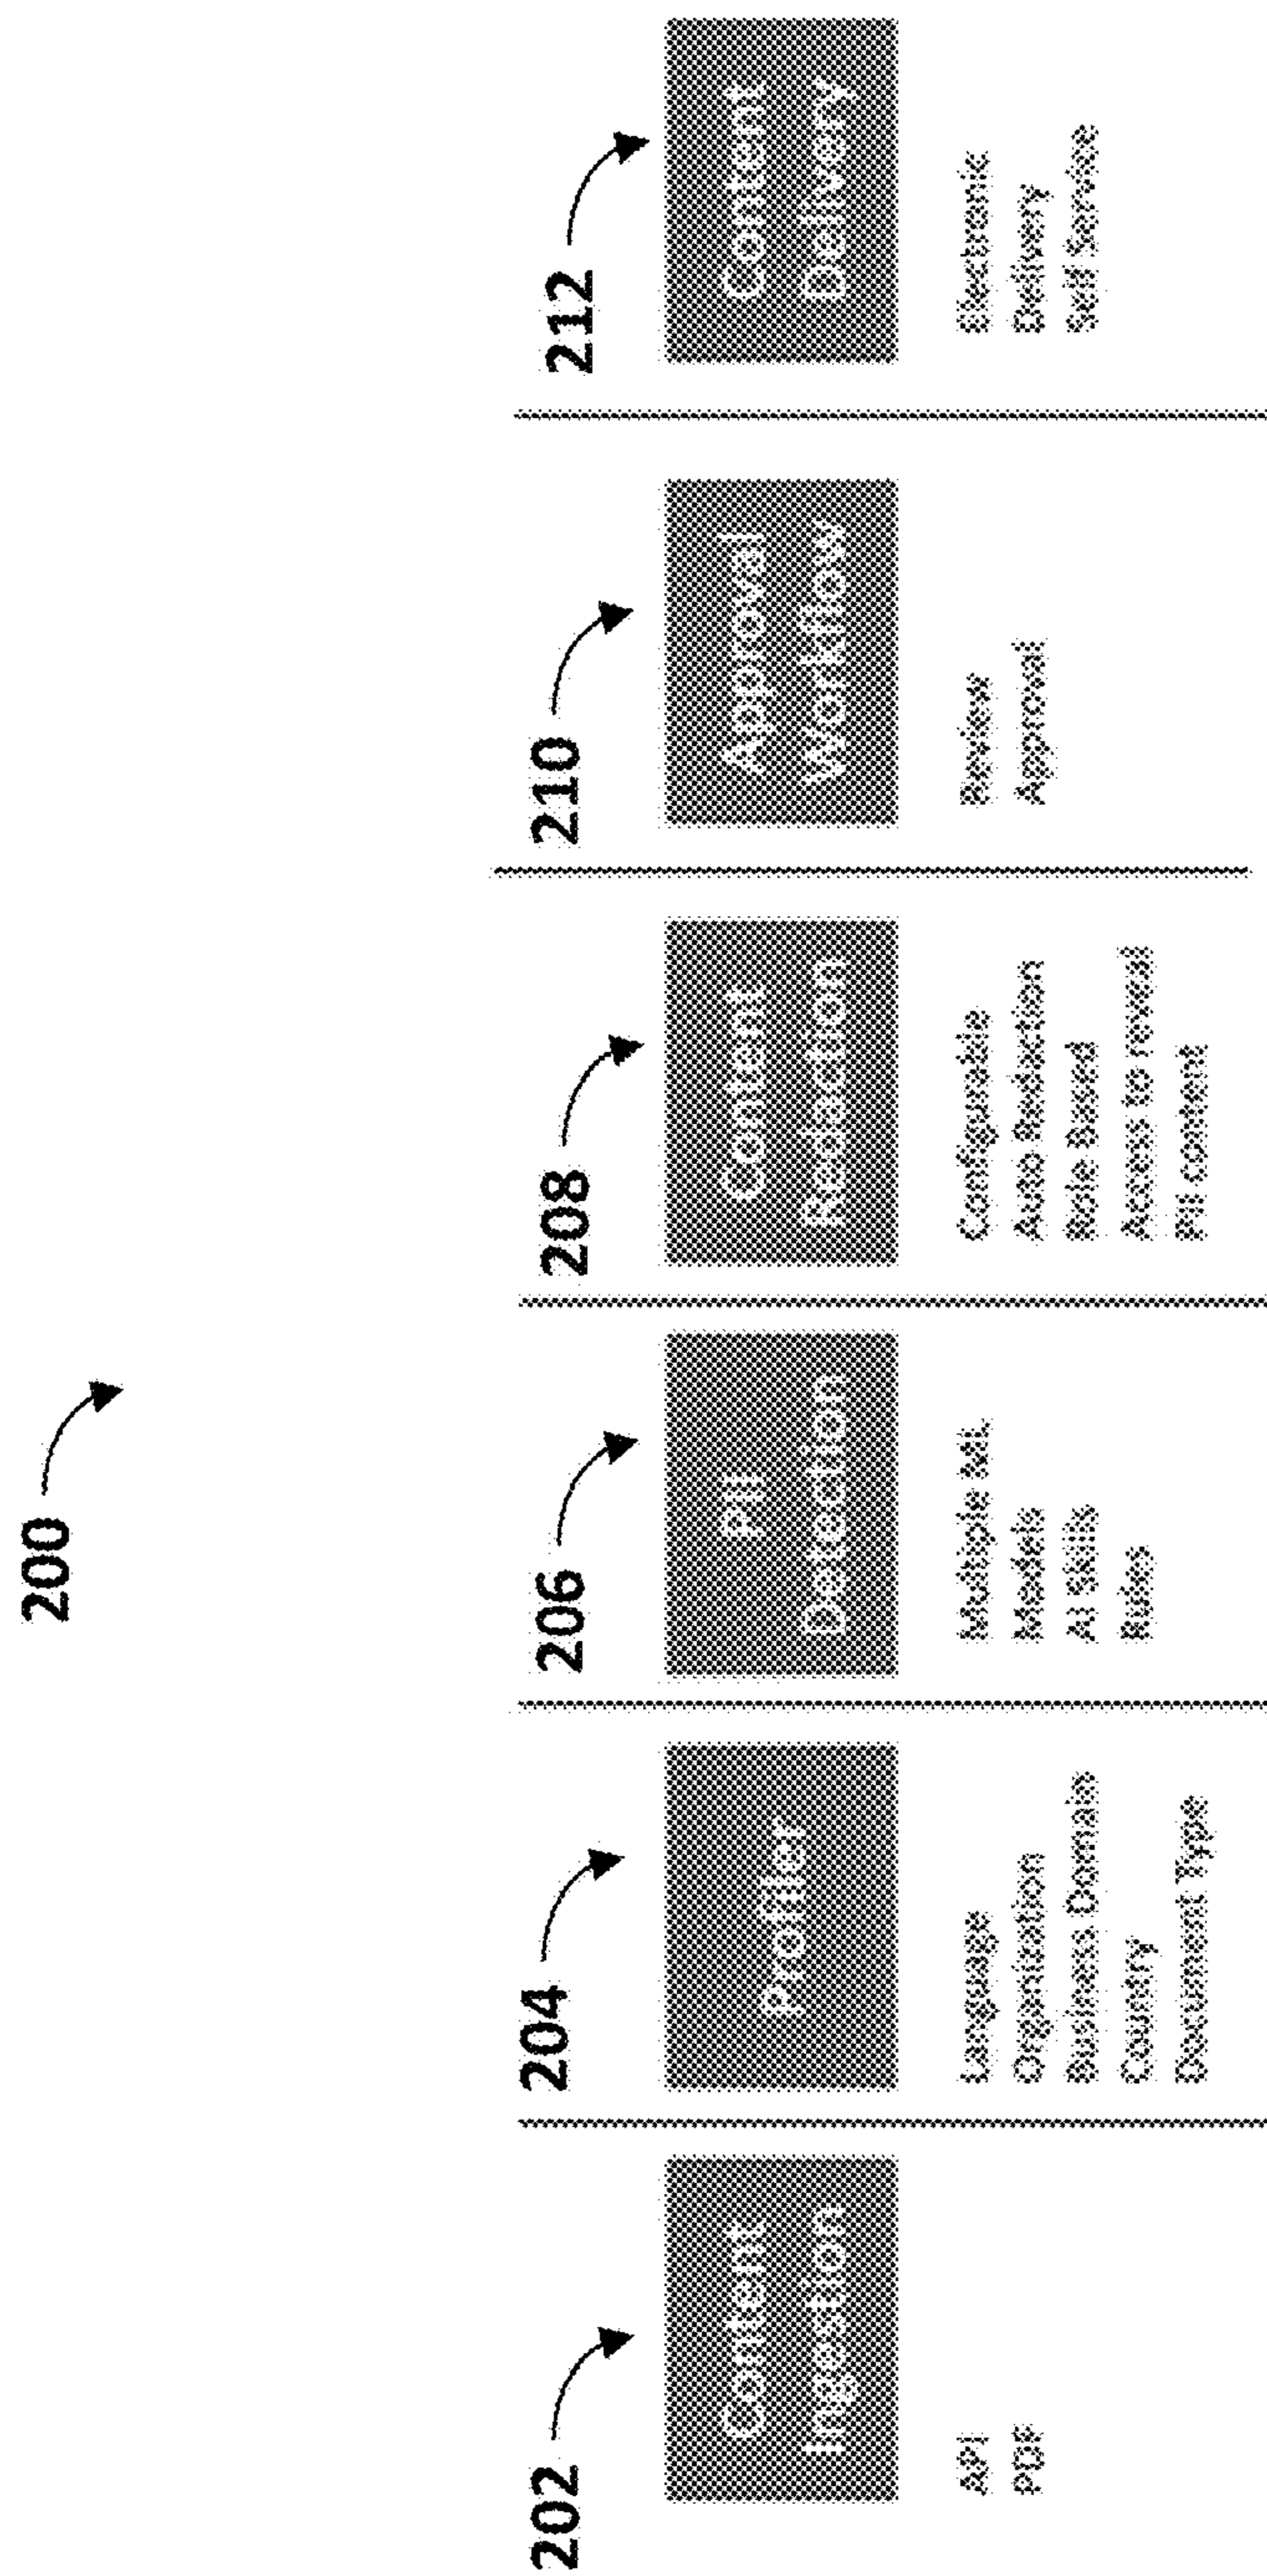 200
202
Content
Ingestion
API
PDF
204
Profiler
Language
Organization
Business Domain
Country
Document Type
206
PII
Detection
Multiple ML
Models
AI Skills
Rules
208
Content
Redaction
Configurable
Auto Redaction
Role Based
Access to reveal
PII content
210
Approval
Workflow
Review
Approval
212
Content
Delivery
Electronic
Delivery
Self Service